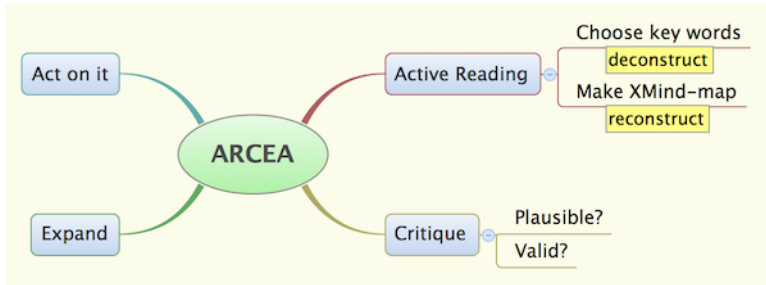 ARCEA
Active Reading
Choose key words
deconstruct
Make XMind-map
reconstruct
Critique
Plausible?
Valid?
Expand
Act on it